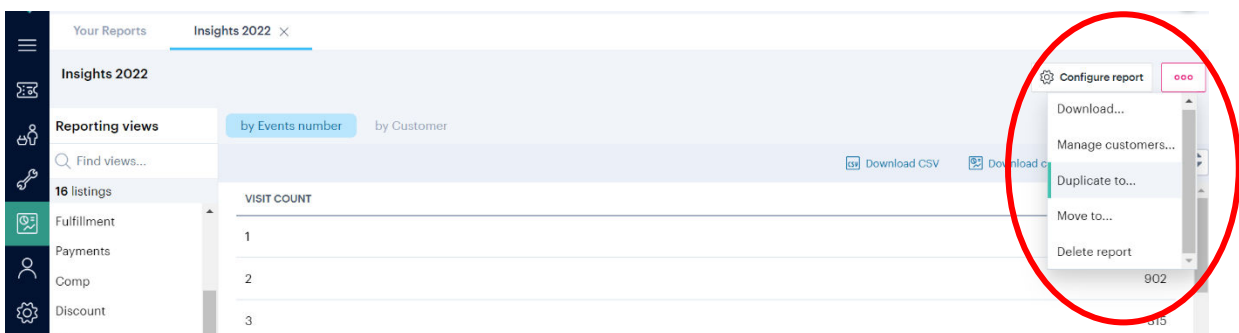 Your Reports
Insights 2022
Insights 2022
Configure report
Reporting views
by Events number
by Customer
Download...
Find views...
Download CSV
Manage customers...
16 listings
VISIT COUNT
Duplicate to...
Fulfillment
Move to...
Payments
1
Delete report
Comp
2
902
Discount
3